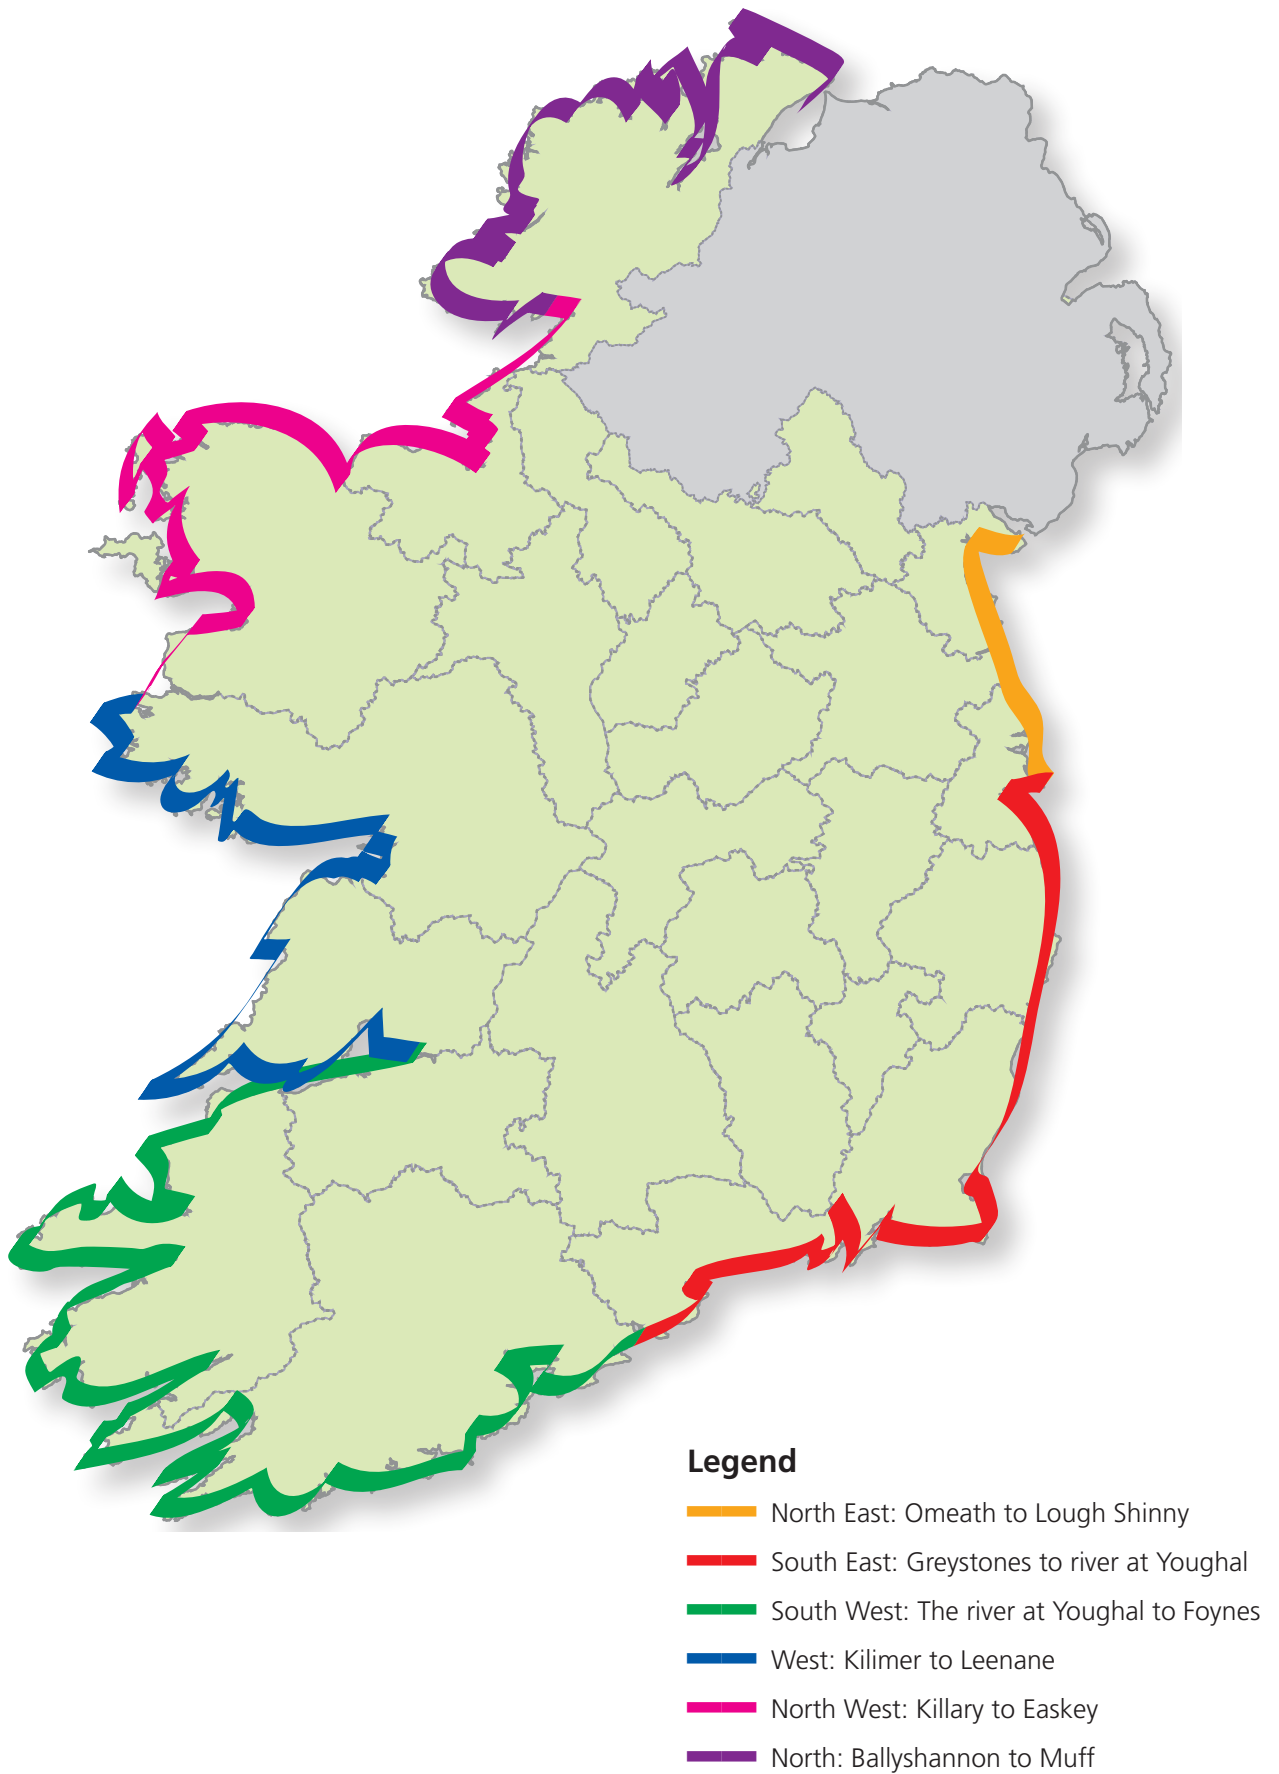 Legend
North East: Omeath to Lough Shinny
South East: Greystones to river at Youghal
South West: The river at Youghal to Foynes
West: Kilimer to Leenane
North West: Killary to Easkey
North: Ballyshannon to Muff